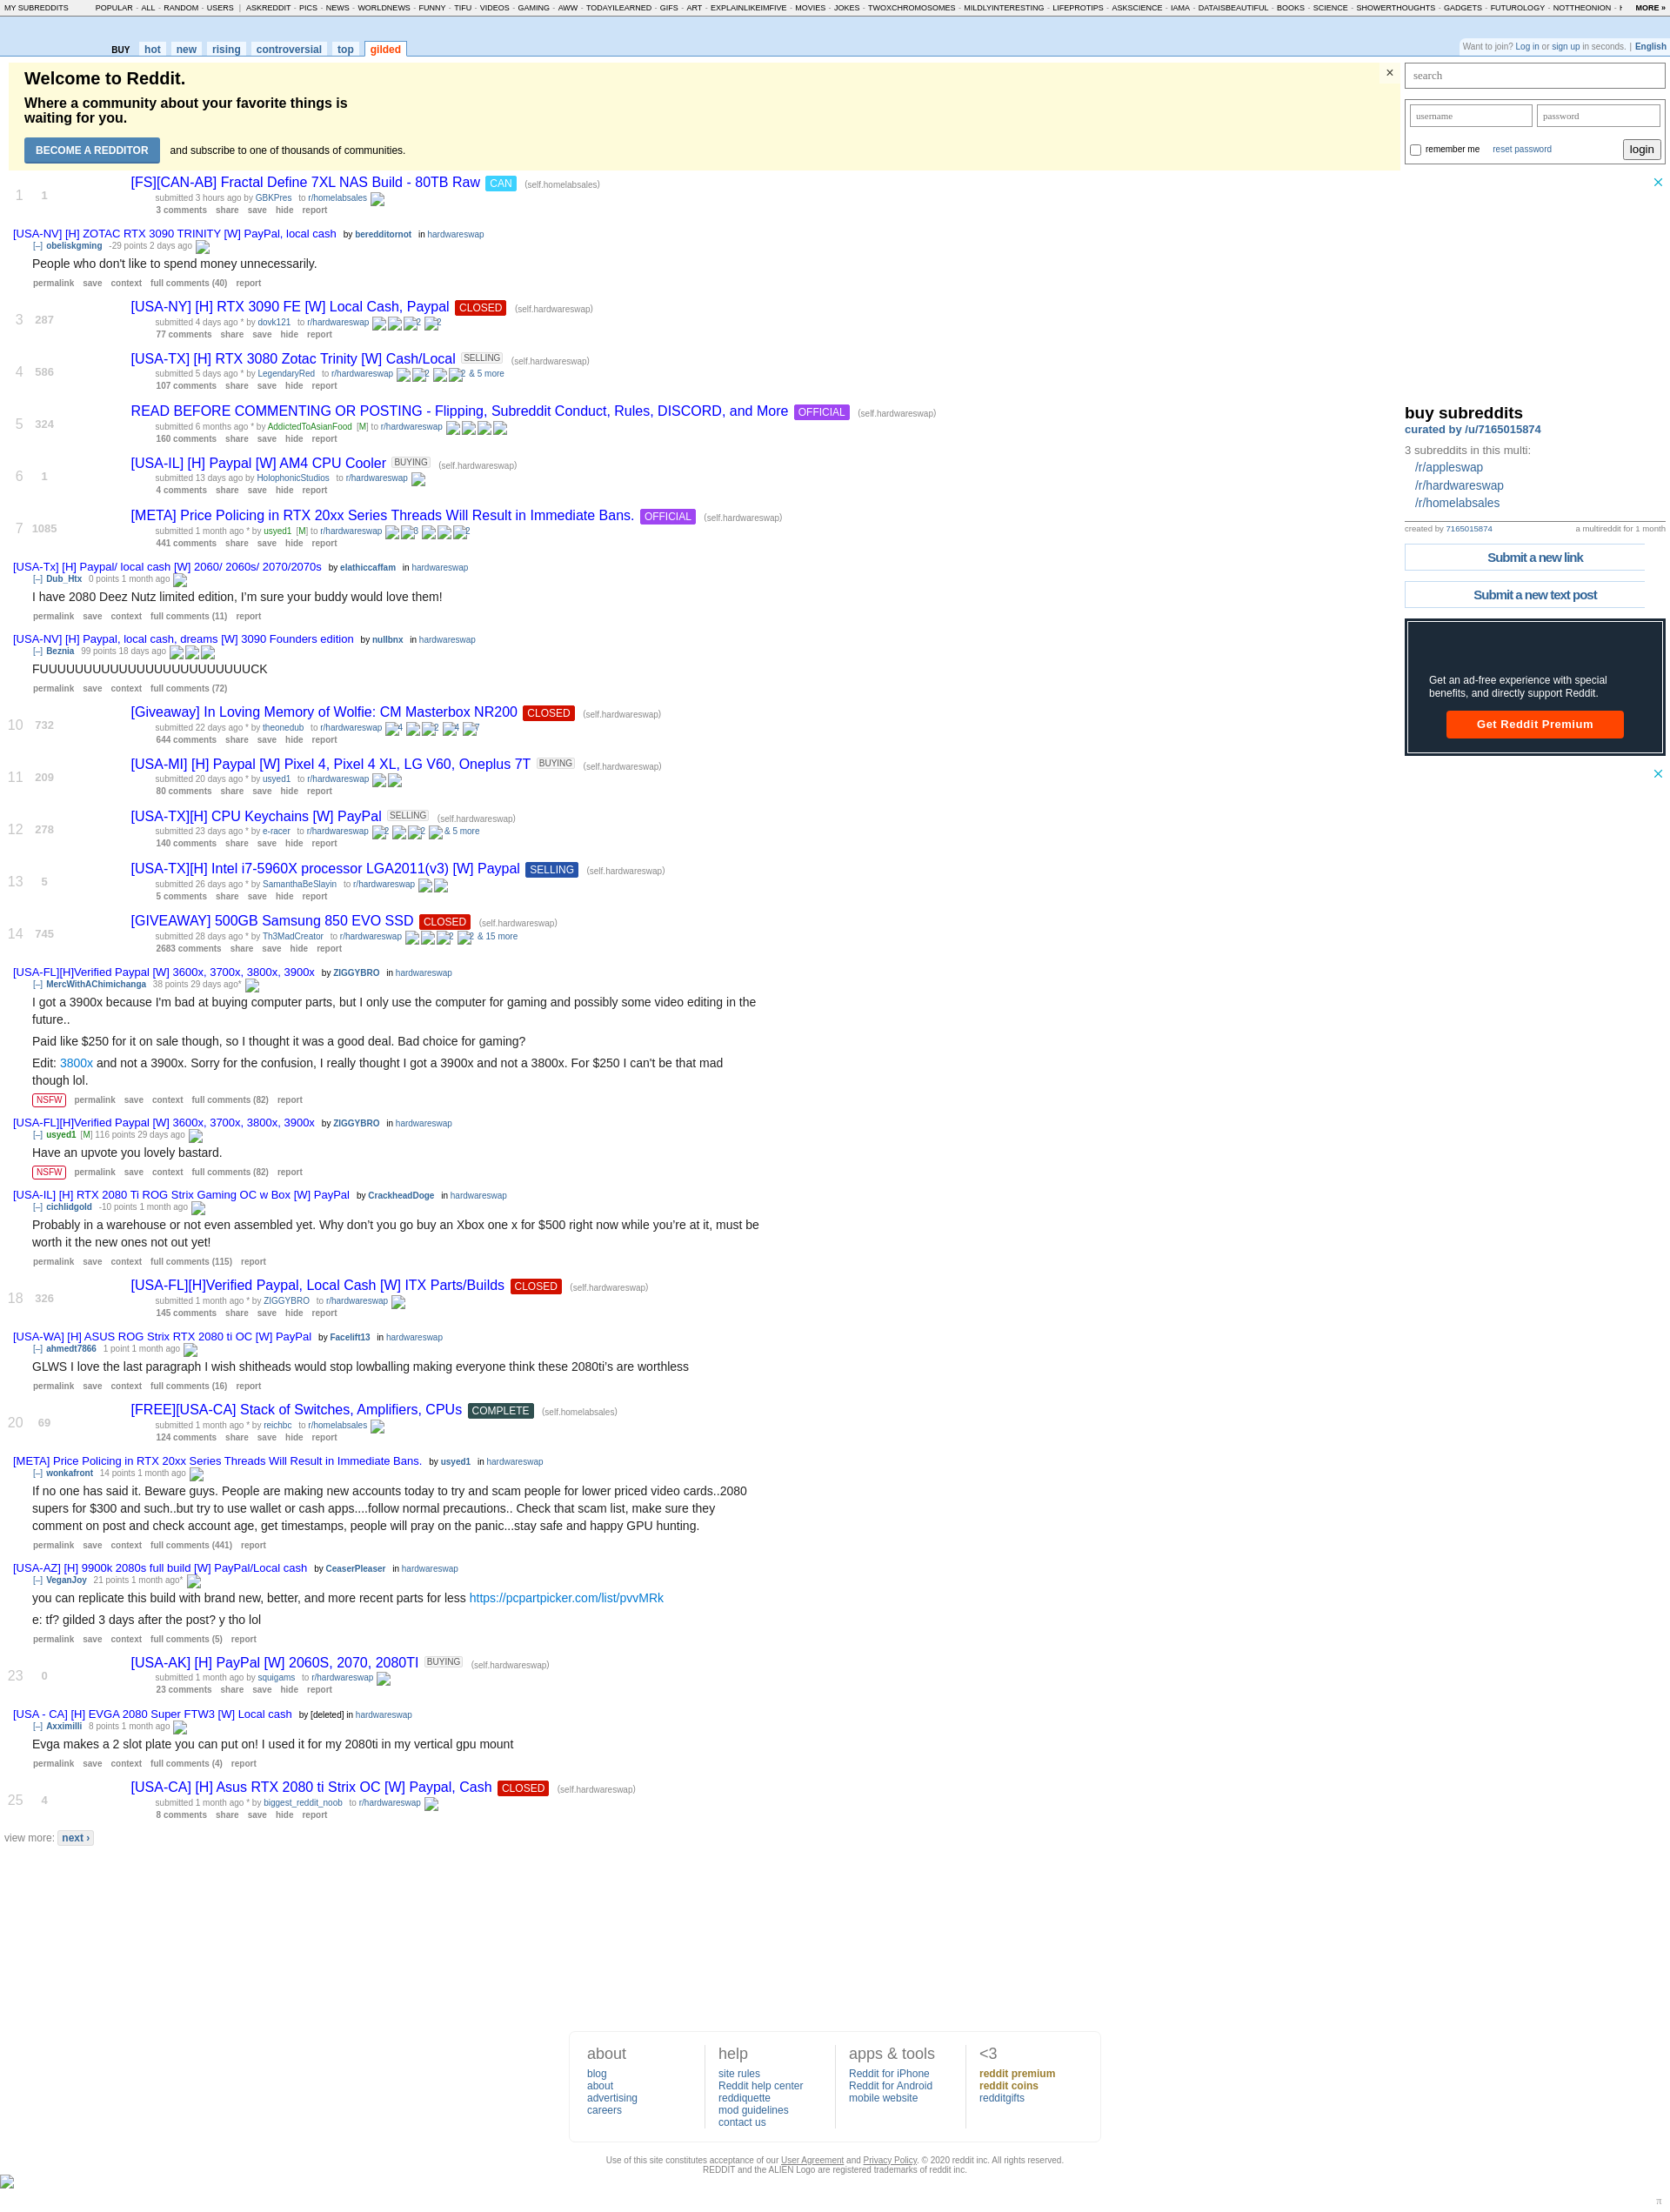 MY SUBREDDITS POPULAR - ALL - RANDOM - USERS | ASKREDDIT - PICS - NEWS - WORLDNEWS - FUNNY - TIFU - VIDEOS - GAMING - AWW - TODAYILEARNED - GIFS - ART - EXPLAINLIKEIMFIVE - MOVIES - JOKES - TWOXCHROMOSOMES - MILDLYINTERESTING - LIFEPROTIPS - ASKSCIENCE - IAMA - DATAISBEAUTIFUL - BOOKS - SCIENCE - SHOWERTHOUGHTS - GADGETS - FUTUROLOGY - NOTTHEONION - MORE »
BUY hot new rising controversial top gilded
Want to join? Log in or sign up in seconds. | English
Welcome to Reddit.
×
Where a community about your favorite things is
waiting for you.
BECOME A REDDITOR and subscribe to one of thousands of communities.
search
username password
remember me reset password login
1 1 [FS][CAN-AB] Fractal Define 7XL NAS Build - 80TB Raw CAN (self.homelabsales)
submitted 3 hours ago by GBKPres to r/homelabsales
3 comments share save hide report
[USA-NV] [H] ZOTAC RTX 3090 TRINITY [W] PayPal, local cash by beredditornot in hardwareswap
[–] obeliskgming -29 points 2 days ago
People who don't like to spend money unnecessarily.
permalink save context full comments (40) report
3 287 [USA-NY] [H] RTX 3090 FE [W] Local Cash, Paypal CLOSED (self.hardwareswap)
submitted 4 days ago * by dovk121 to r/hardwareswap 2 2
77 comments share save hide report
4 586 [USA-TX] [H] RTX 3080 Zotac Trinity [W] Cash/Local SELLING (self.hardwareswap)
submitted 5 days ago * by LegendaryRed to r/hardwareswap 2 2 & 5 more
107 comments share save hide report
5 324 READ BEFORE COMMENTING OR POSTING - Flipping, Subreddit Conduct, Rules, DISCORD, and More OFFICIAL (self.hardwareswap)
submitted 6 months ago * by AddictedToAsianFood [M] to r/hardwareswap
160 comments share save hide report
6 1 [USA-IL] [H] Paypal [W] AM4 CPU Cooler BUYING (self.hardwareswap)
submitted 13 days ago by HolophonicStudios to r/hardwareswap
4 comments share save hide report
7 1085 [META] Price Policing in RTX 20xx Series Threads Will Result in Immediate Bans. OFFICIAL (self.hardwareswap)
submitted 1 month ago * by usyed1 [M] to r/hardwareswap 3 2
441 comments share save hide report
[USA-Tx] [H] Paypal/ local cash [W] 2060/ 2060s/ 2070/2070s by elathiccaffam in hardwareswap
[–] Dub_Htx 0 points 1 month ago
I have 2080 Deez Nutz limited edition, I'm sure your buddy would love them!
permalink save context full comments (11) report
[USA-NV] [H] Paypal, local cash, dreams [W] 3090 Founders edition by nullbnx in hardwareswap
[–] Beznia 99 points 18 days ago
FUUUUUUUUUUUUUUUUUUUUUUUUCK
permalink save context full comments (72)
10 732 [Giveaway] In Loving Memory of Wolfie: CM Masterbox NR200 CLOSED (self.hardwareswap)
submitted 22 days ago * by theonedub to r/hardwareswap 4 2 4 7
644 comments share save hide report
11 209 [USA-MI] [H] Paypal [W] Pixel 4, Pixel 4 XL, LG V60, Oneplus 7T BUYING (self.hardwareswap)
submitted 20 days ago * by usyed1 to r/hardwareswap
80 comments share save hide report
12 278 [USA-TX][H] CPU Keychains [W] PayPal SELLING (self.hardwareswap)
submitted 23 days ago * by e-racer to r/hardwareswap 2 2 & 5 more
140 comments share save hide report
13 5 [USA-TX][H] Intel i7-5960X processor LGA2011(v3) [W] Paypal SELLING (self.hardwareswap)
submitted 26 days ago * by SamanthaBeSlayin to r/hardwareswap
5 comments share save hide report
14 745 [GIVEAWAY] 500GB Samsung 850 EVO SSD CLOSED (self.hardwareswap)
submitted 28 days ago * by Th3MadCreator to r/hardwareswap 2 2 & 15 more
2683 comments share save hide report
[USA-FL][H]Verified Paypal [W] 3600x, 3700x, 3800x, 3900x by ZIGGYBRO in hardwareswap
[–] MercWithAChimichanga 38 points 29 days ago*
I got a 3900x because I'm bad at buying computer parts, but I only use the computer for gaming and possibly some video editing in the
future..
Paid like $250 for it on sale though, so I thought it was a good deal. Bad choice for gaming?
Edit: 3800x and not a 3900x. Sorry for the confusion, I really thought I got a 3900x and not a 3800x. For $250 I can't be that mad
though lol.
NSFW permalink save context full comments (82) report
[USA-FL][H]Verified Paypal [W] 3600x, 3700x, 3800x, 3900x by ZIGGYBRO in hardwareswap
[–] usyed1 [M] 116 points 29 days ago
Have an upvote you lovely bastard.
NSFW permalink save context full comments (82) report
[USA-IL] [H] RTX 2080 Ti ROG Strix Gaming OC w Box [W] PayPal by CrackheadDoge in hardwareswap
[–] cichlidgold -10 points 1 month ago
Probably in a warehouse or not even assembled yet. Why don't you go buy an Xbox one x for $500 right now while you're at it, must be
worth it the new ones not out yet!
permalink save context full comments (115) report
18 326 [USA-FL][H]Verified Paypal, Local Cash [W] ITX Parts/Builds CLOSED (self.hardwareswap)
submitted 1 month ago * by ZIGGYBRO to r/hardwareswap
145 comments share save hide report
[USA-WA] [H] ASUS ROG Strix RTX 2080 ti OC [W] PayPal by Facelift13 in hardwareswap
[–] ahmedt7866 1 point 1 month ago
GLWS I love the last paragraph I wish shitheads would stop lowballing making everyone think these 2080ti's are worthless
permalink save context full comments (16) report
20 69 [FREE][USA-CA] Stack of Switches, Amplifiers, CPUs COMPLETE (self.homelabsales)
submitted 1 month ago * by reichbc to r/homelabsales
124 comments share save hide report
[META] Price Policing in RTX 20xx Series Threads Will Result in Immediate Bans. by usyed1 in hardwareswap
[–] wonkafront 14 points 1 month ago
If no one has said it. Beware guys. People are making new accounts today to try and scam people for lower priced video cards..2080
supers for $300 and such..but try to use wallet or cash apps....follow normal precautions.. Check that scam list, make sure they
comment on post and check account age, get timestamps, people will pray on the panic...stay safe and happy GPU hunting.
permalink save context full comments (441) report
[USA-AZ] [H] 9900k 2080s full build [W] PayPal/Local cash by CeaserPleaser in hardwareswap
[–] VeganJoy 21 points 1 month ago*
you can replicate this build with brand new, better, and more recent parts for less https://pcpartpicker.com/list/pvvMRk
e: tf? gilded 3 days after the post? y tho lol
permalink save context full comments (5) report
23 0 [USA-AK] [H] PayPal [W] 2060S, 2070, 2080TI BUYING (self.hardwareswap)
submitted 1 month ago by squigams to r/hardwareswap
23 comments share save hide report
[USA - CA] [H] EVGA 2080 Super FTW3 [W] Local cash by [deleted] in hardwareswap
[–] Axximilli 8 points 1 month ago
Evga makes a 2 slot plate you can put on! I used it for my 2080ti in my vertical gpu mount
permalink save context full comments (4) report
25 4 [USA-CA] [H] Asus RTX 2080 ti Strix OC [W] Paypal, Cash CLOSED (self.hardwareswap)
submitted 1 month ago * by biggest_reddit_noob to r/hardwareswap
8 comments share save hide report
view more: next ›
buy subreddits
curated by /u/7165015874
3 subreddits in this multi:
/r/appleswap
/r/hardwareswap
/r/homelabsales
created by 7165015874 a multireddit for 1 month
Submit a new link
Submit a new text post
Get an ad-free experience with special
benefits, and directly support Reddit.
Get Reddit Premium
about
blog
about
advertising
careers
help
site rules
Reddit help center
reddiquette
mod guidelines
contact us
apps & tools
Reddit for iPhone
Reddit for Android
mobile website
<3
reddit premium
reddit coins
redditgifts
Use of this site constitutes acceptance of our User Agreement and Privacy Policy. © 2020 reddit inc. All rights reserved.
REDDIT and the ALIEN Logo are registered trademarks of reddit inc.
π